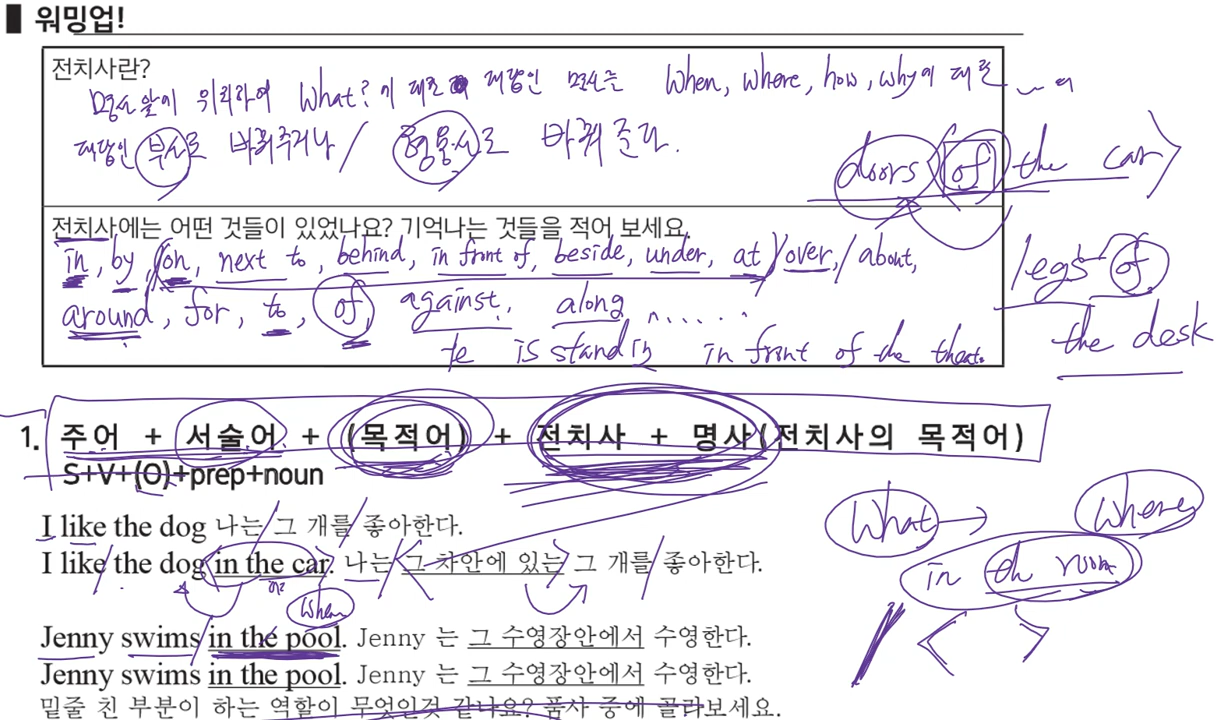 워밍업!
전치사란?
명사 앞에 위치하여 What?에 대한 대답인 명사를 When, where, how, why에 대한
대답인 부사로 바꿔주거나 / 형용사로 바꿔준다.
doors of the car
전치사에는 어떤 것들이 있었나요? 기억나는 것들을 적어 보세요.
in, by, on, next to, behind, in front of, beside, under, at / over, / about,
around, for, to, of against, along ......
is standing in front of the
legs of
the desk
1. 주어 + 서술어 + (목적어) + 전치사 + 명사(전치사의 목적어)
S+V+(O)+prep+noun
What → Where
in the room
I like the dog 나는/그 개를/좋아한다.
I like the dog in the car. 나는 그 차안에 있는 그 개를 좋아한다.
Jenny swims in the pool. Jenny 는 그 수영장안에서 수영한다.
Jenny swims in the pool. Jenny 는 그 수영장안에서 수영한다.
밑줄 친 부분이 하는 역할이 무엇인것 같나요? 품사 중에 골라보세요.